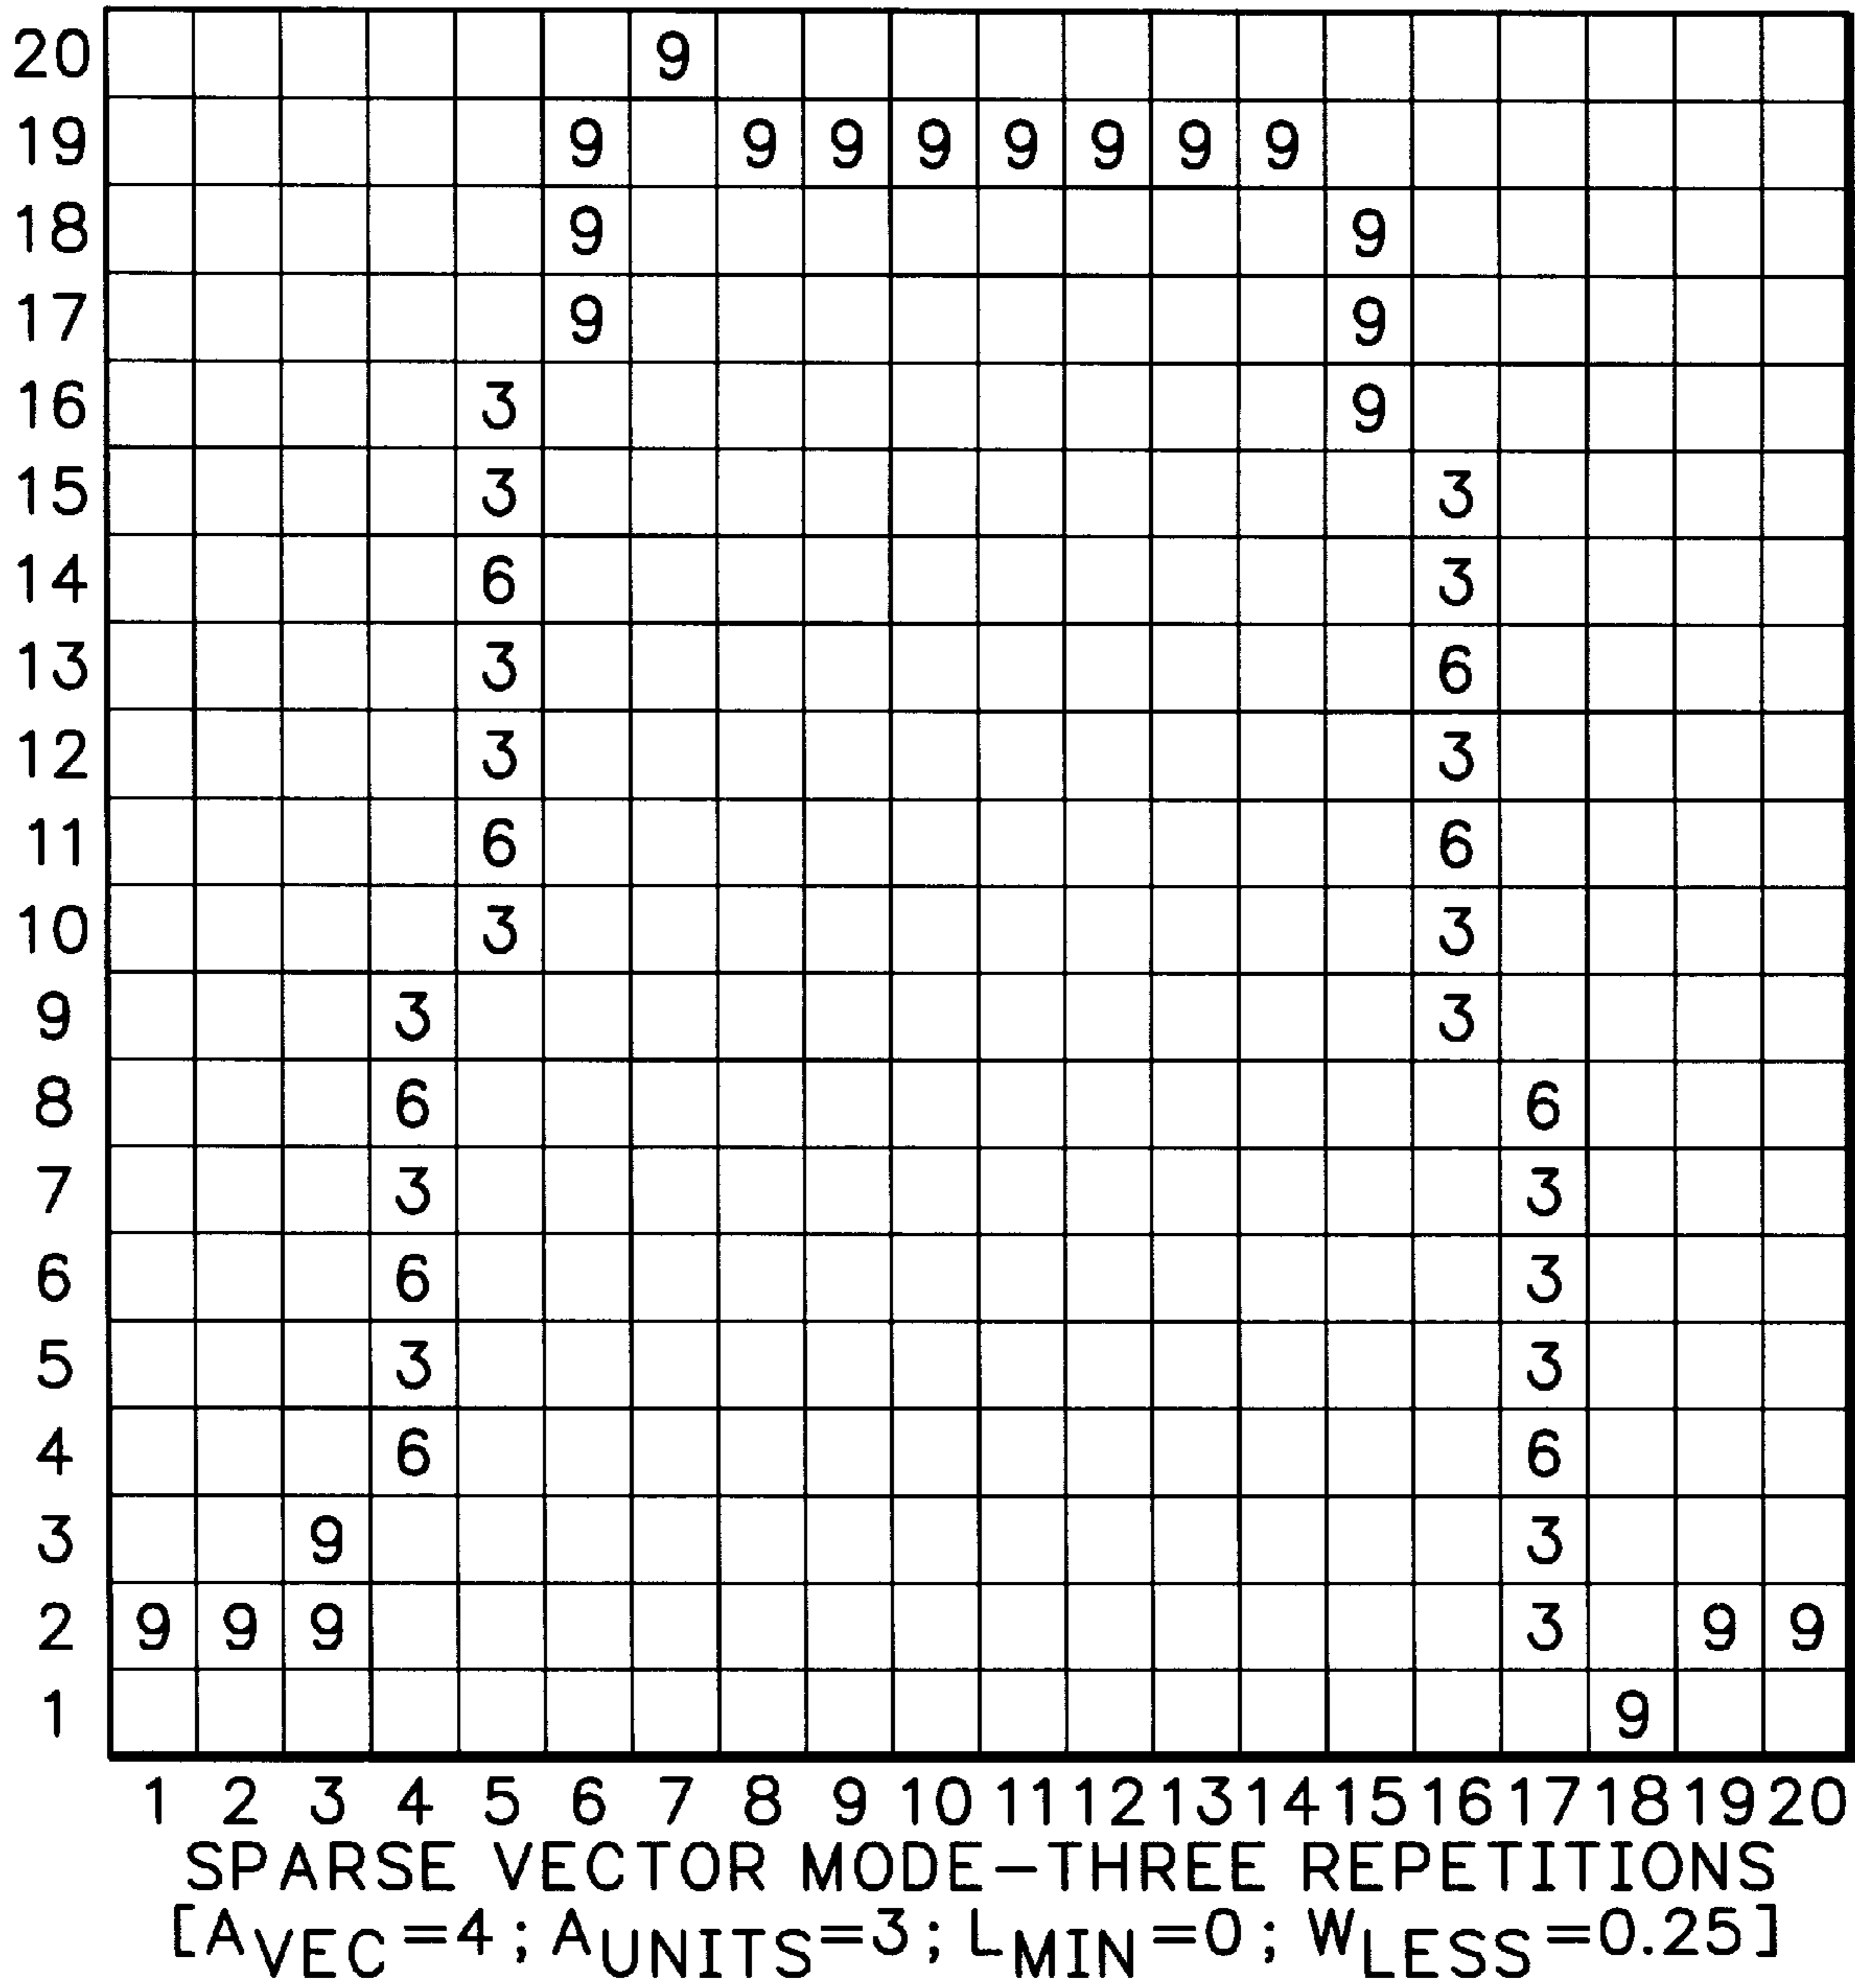 20 9
19 9 9 9 9 9 9 9 9
18 9 9
17 9 9
16 3 9
15 3 3
14 6 3
13 3 6
12 3 3
11 6 6
10 3 3
9 3 3
8 6 6
7 3 3
6 6 3
5 3 3
4 6 6
3 9 3
2 9 9 9 3 9 9
1 9
1 2 3 4 5 6 7 8 9 10 11 12 13 14 15 16 17 18 19 20
SPARSE VECTOR MODE-THREE REPETITIONS
[AVEC=4; AUNITS=3; LMIN=0; WLESS=0.25]